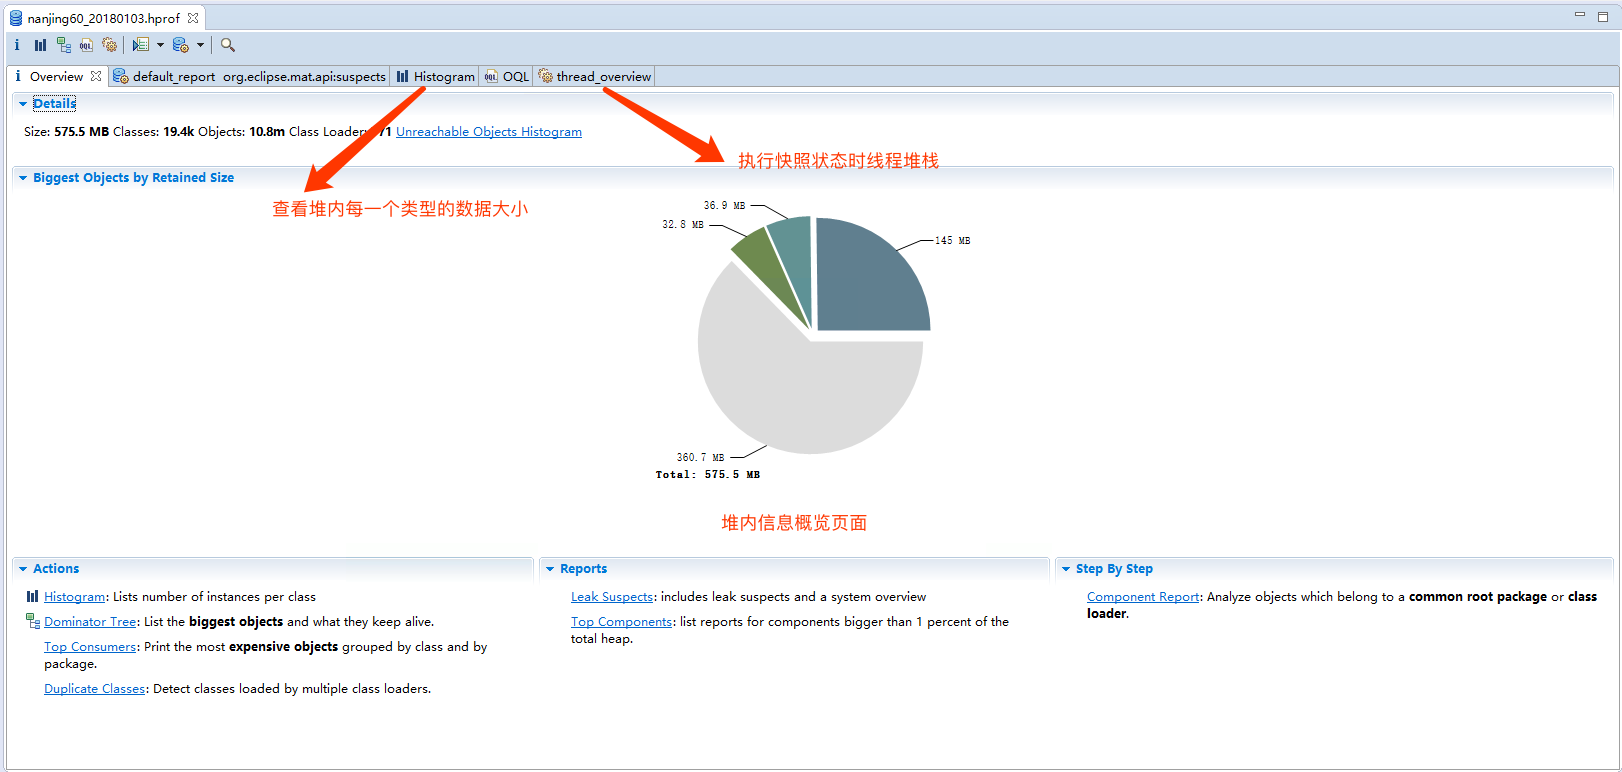 nanjing60_20180103.hprof
Overview default_report org.eclipse.mat.api:suspects Histogram OQL thread_overview
Details
Size: 575.5 MB Classes: 19.4k Objects: 10.8m Class Loader: 71 Unreachable Objects Histogram
执行快照状态时线程堆栈
Biggest Objects by Retained Size
查看堆内每一个类型的数据大小
36.9 MB
32.8 MB
145 MB
360.7 MB
Total: 575.5 MB
堆内信息概览页面
Actions
Histogram: Lists number of instances per class
Dominator Tree: List the biggest objects and what they keep alive.
Top Consumers: Print the most expensive objects grouped by class and by
package.
Duplicate Classes: Detect classes loaded by multiple class loaders.
Reports
Leak Suspects: includes leak suspects and a system overview
Top Components: list reports for components bigger than 1 percent of the
total heap.
Step By Step
Component Report: Analyze objects which belong to a common root package or class
loader.